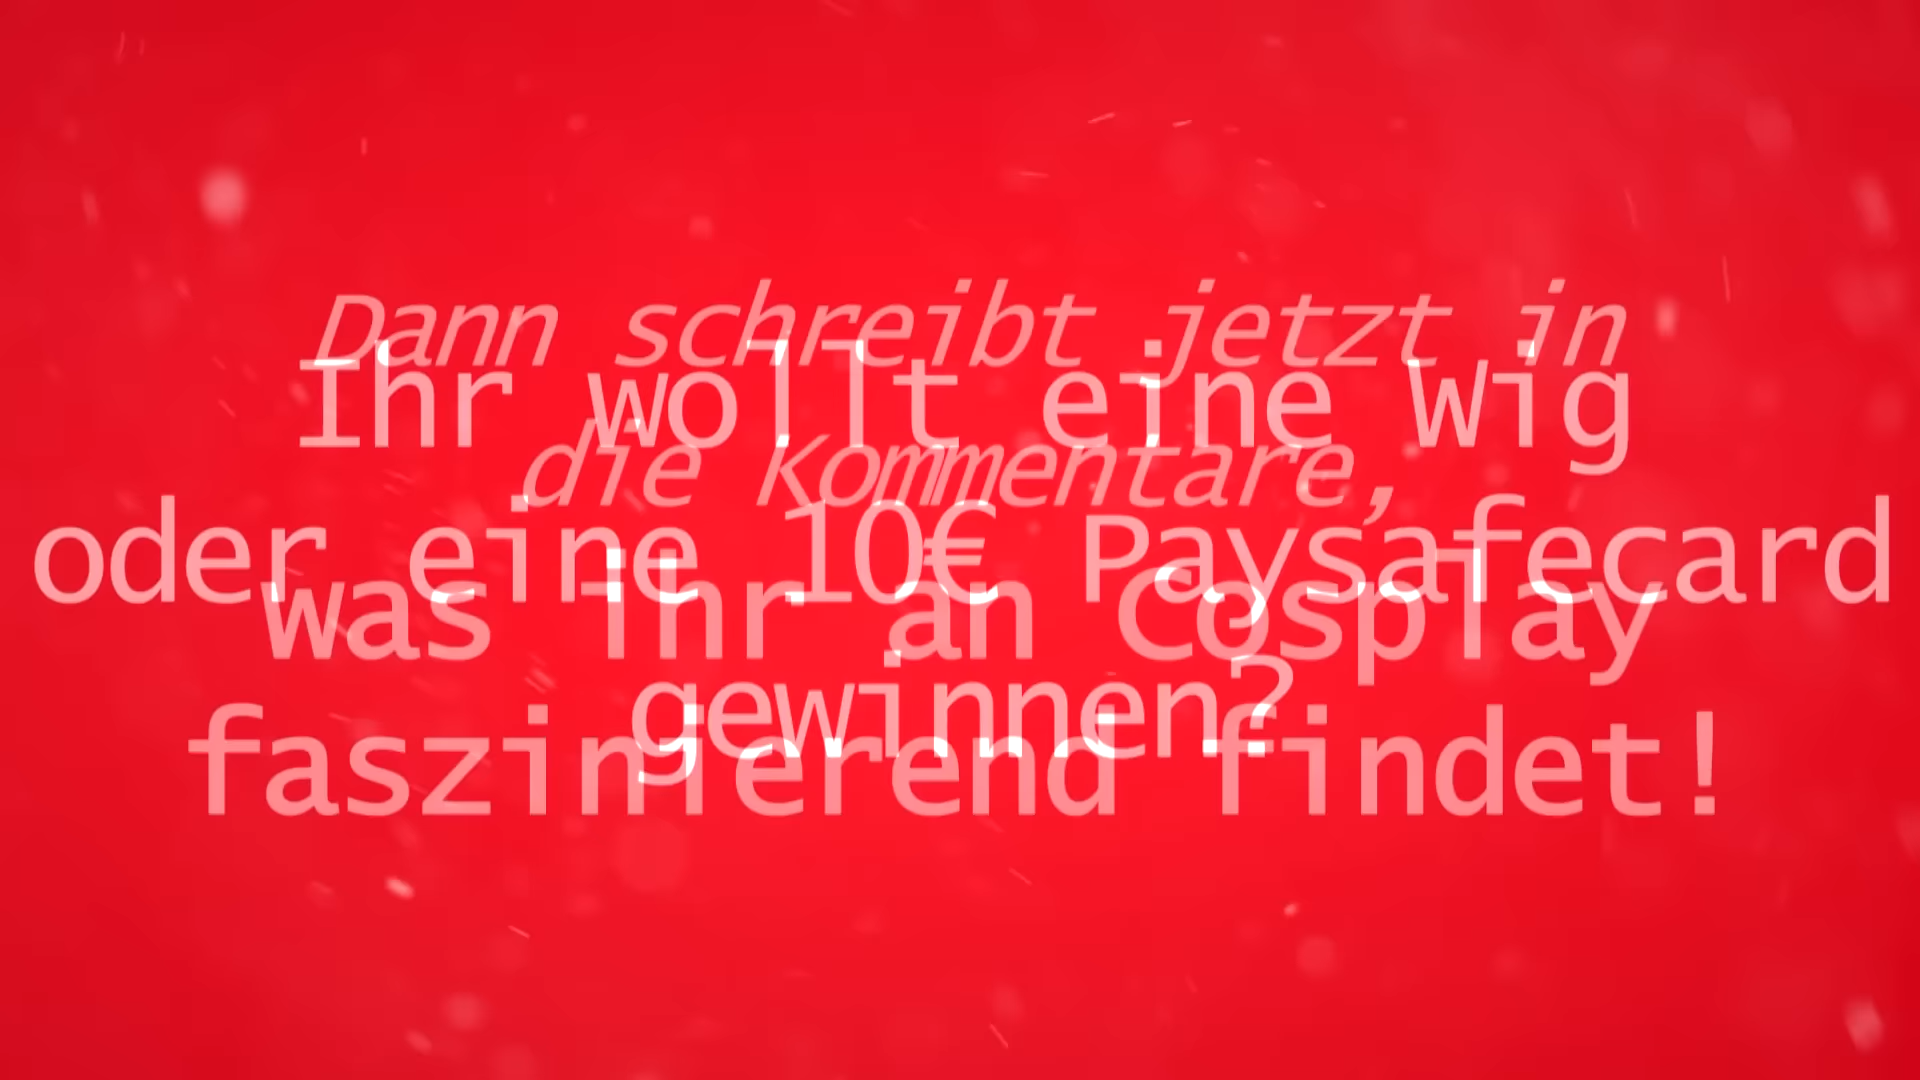 Ihr wollt eine Wig
oder eine 10€ Paysafecard
gewinnen?
Dann schreibt jetzt in
die Kommentare,
was ihr an Cosplay
faszinierend findet!